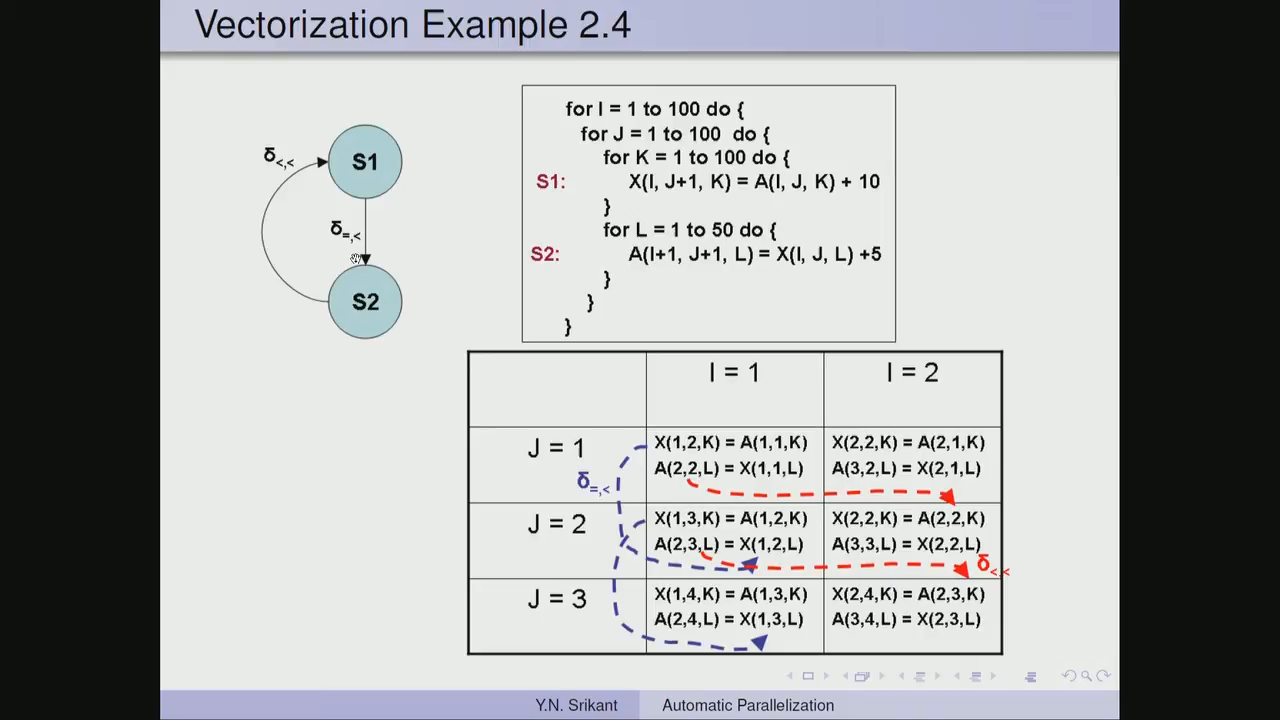 Vectorization Example 2.4
δ<,<
S1
δ=,<
S2
for I = 1 to 100 do {
for J = 1 to 100 do {
for K = 1 to 100 do {
S1: X(I, J+1, K) = A(I, J, K) + 10
}
for L = 1 to 50 do {
S2: A(I+1, J+1, L) = X(I, J, L) +5
}
}
}
I = 1 I = 2
J = 1
X(1,2,K) = A(1,1,K) X(2,2,K) = A(2,1,K)
A(2,2,L) = X(1,1,L) A(3,2,L) = X(2,1,L)
δ=,<
J = 2
X(1,3,K) = A(1,2,K) X(2,2,K) = A(2,2,K)
A(2,3,L) = X(1,2,L) A(3,3,L) = X(2,2,L)
δ<,<
J = 3
X(1,4,K) = A(1,3,K) X(2,4,K) = A(2,3,K)
A(2,4,L) = X(1,3,L) A(3,4,L) = X(2,3,L)
Y.N. Srikant Automatic Parallelization